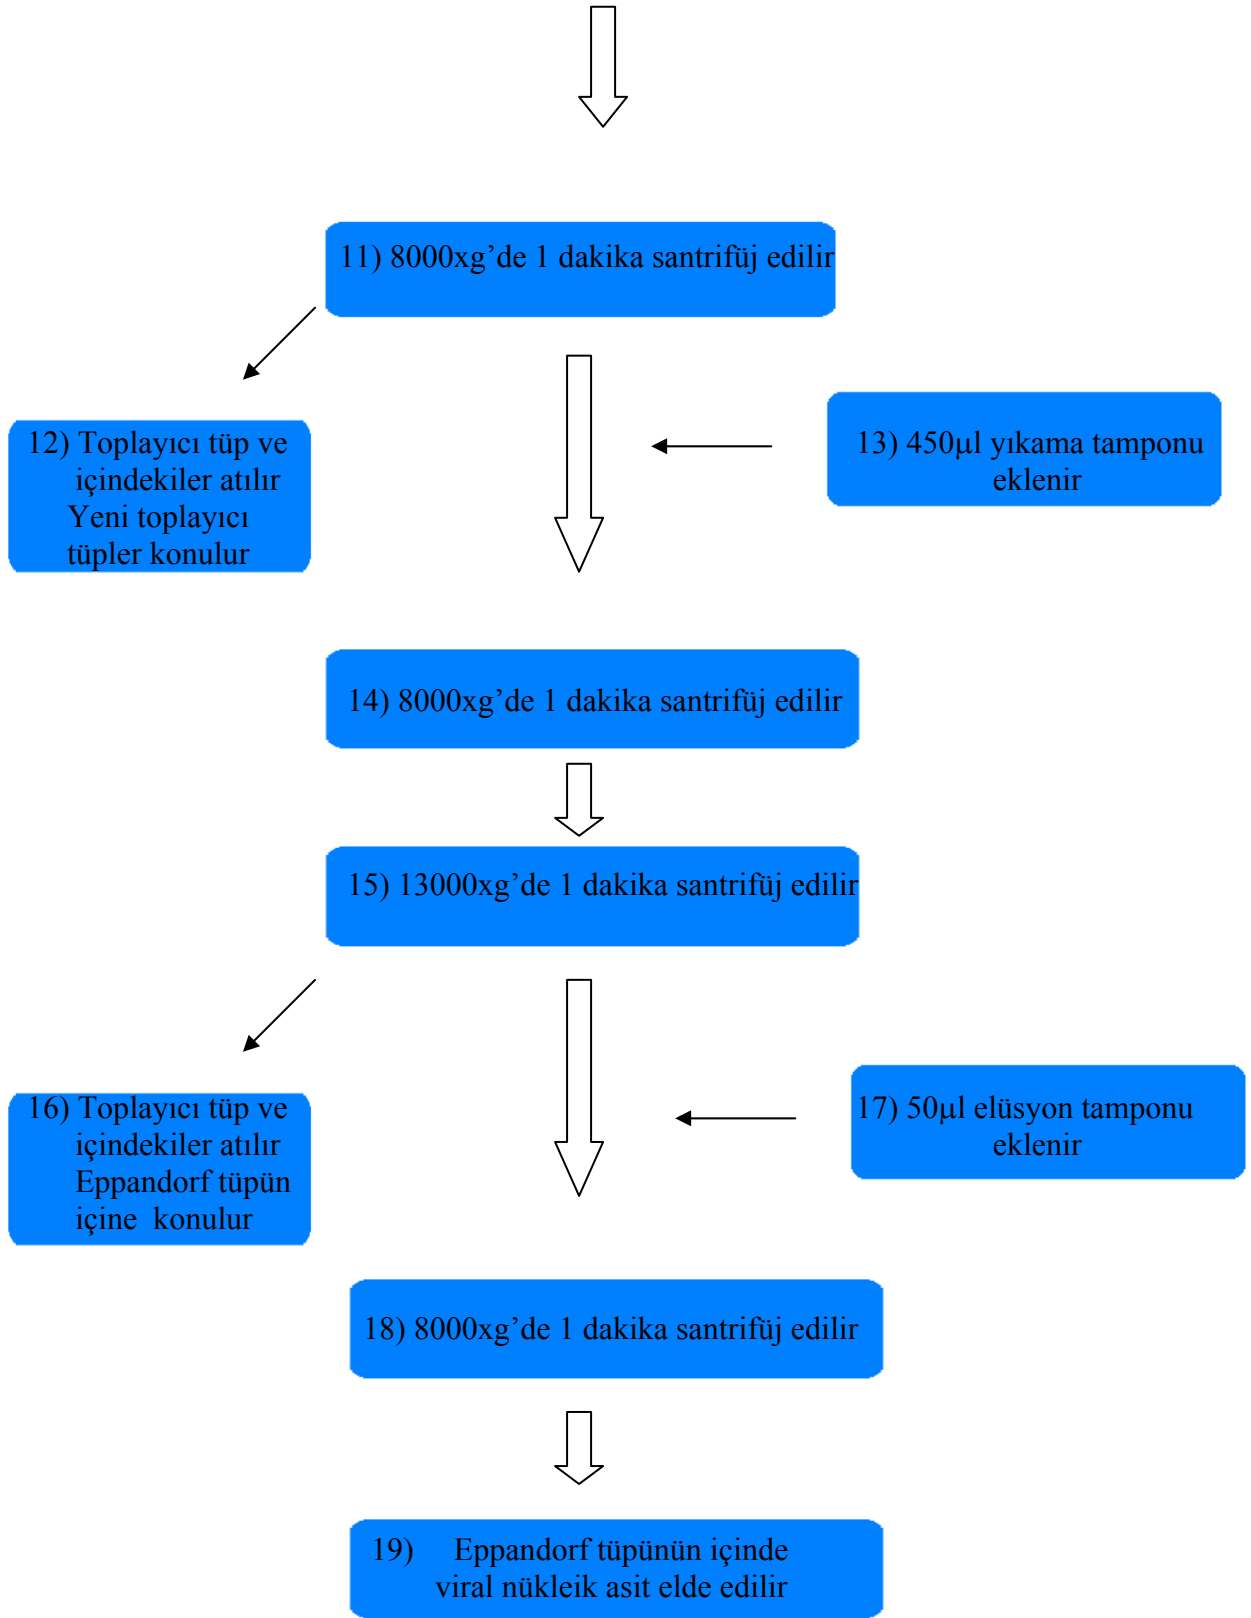 11) 8000xg’de 1 dakika santrifüj edilir
12) Toplayıcı tüp ve
içindekiler atılır
Yeni toplayıcı
tüpler konulur
13) 450µl yıkama tamponu
eklenir
14) 8000xg’de 1 dakika santrifüj edilir
15) 13000xg’de 1 dakika santrifüj edilir
16) Toplayıcı tüp ve
içindekiler atılır
Eppandorf tüpün
içine konulur
17) 50µl elüsyon tamponu
eklenir
18) 8000xg’de 1 dakika santrifüj edilir
19) Eppandorf tüpünün içinde
viral nükleik asit elde edilir